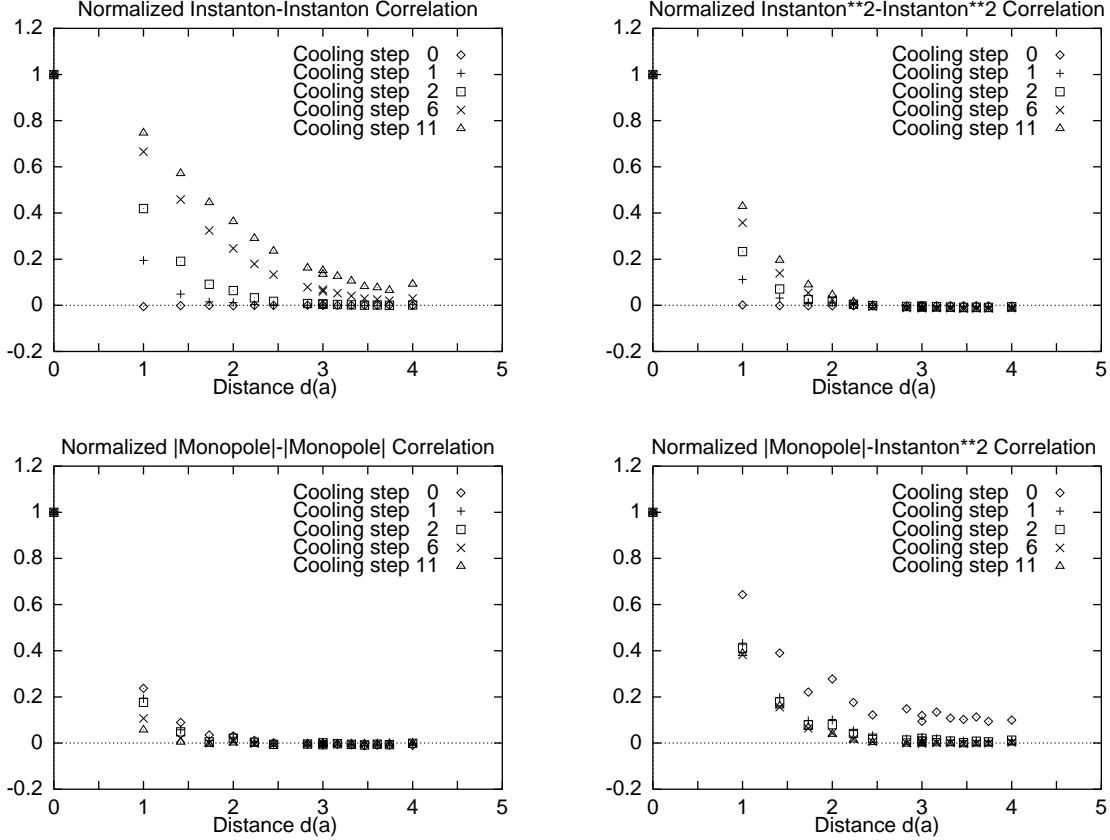 Normalized Instanton-Instanton Correlation
Cooling step 0
Cooling step 1
Cooling step 2
Cooling step 6
Cooling step 11
1.2
1
0.8
0.6
0.4
0.2
0
-0.2
0 1 2 3 4 5
Distance d(a)
Normalized Instanton**2-Instanton**2 Correlation
Cooling step 0
Cooling step 1
Cooling step 2
Cooling step 6
Cooling step 11
1.2
1
0.8
0.6
0.4
0.2
0
-0.2
0 1 2 3 4 5
Distance d(a)
Normalized |Monopole|-|Monopole| Correlation
Cooling step 0
Cooling step 1
Cooling step 2
Cooling step 6
Cooling step 11
1.2
1
0.8
0.6
0.4
0.2
0
-0.2
0 1 2 3 4 5
Distance d(a)
Normalized |Monopole|-Instanton**2 Correlation
Cooling step 0
Cooling step 1
Cooling step 2
Cooling step 6
Cooling step 11
1.2
1
0.8
0.6
0.4
0.2
0
-0.2
0 1 2 3 4 5
Distance d(a)